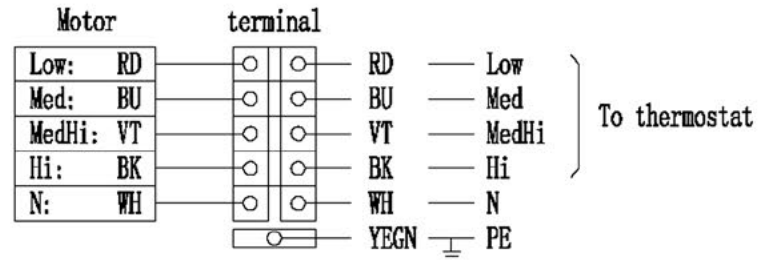 Motor terminal
Low: RD RD Low
Med: BU BU Med
MedHi: VT VT MedHi
To thermostat
Hi: BK BK Hi
N: WH WH N
YEGN PE